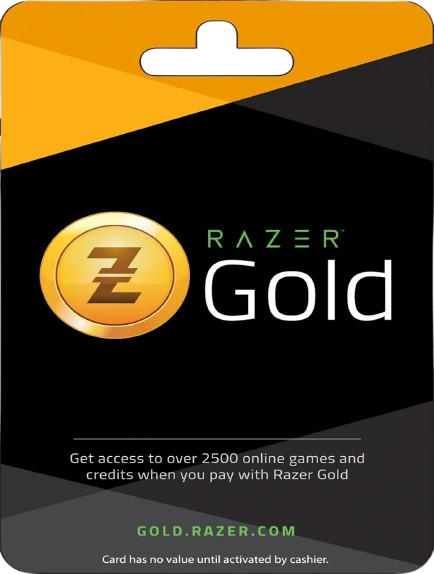 RAZER™
Gold
Get access to over 2500 online games and
credits when you pay with Razer Gold
GOLD.RAZER.COM
Card has no value until activated by cashier.